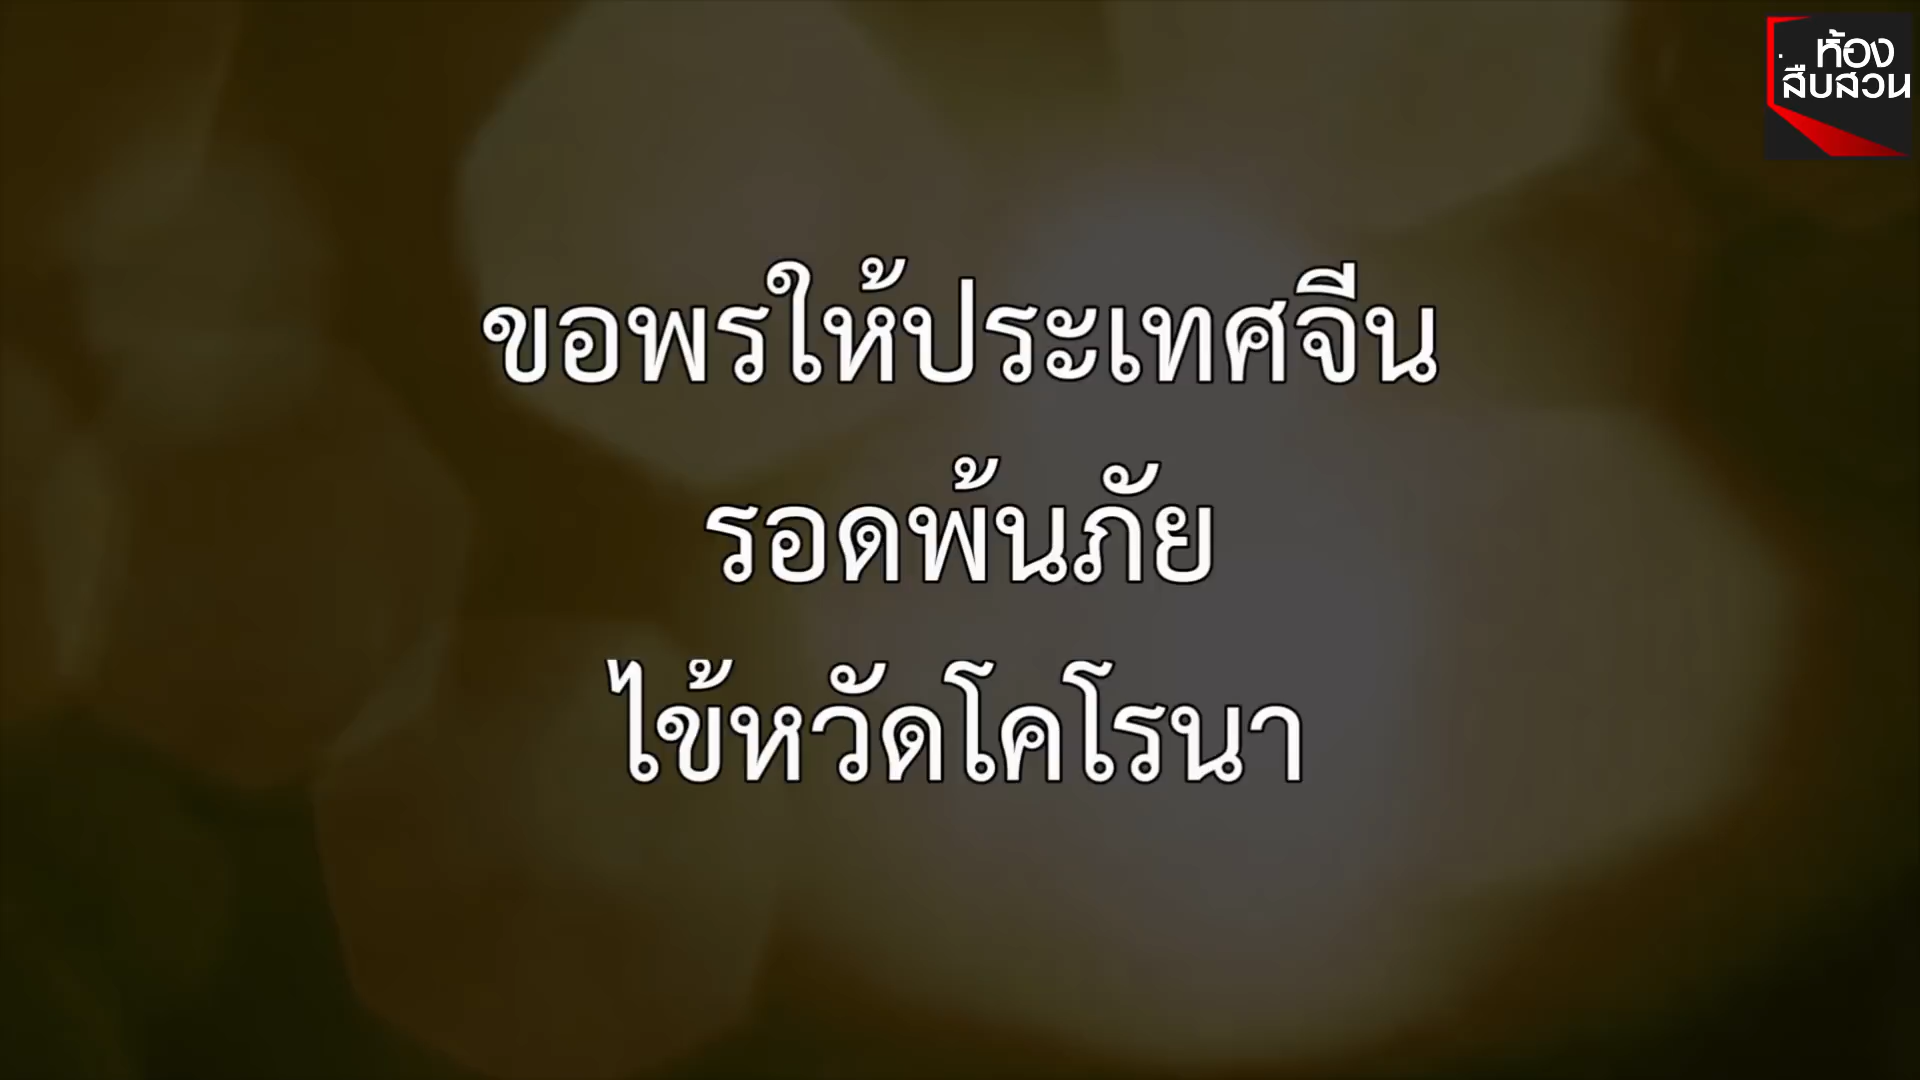 ห้อง
สืบสวน
ขอพรให้ประเทศจีน
รอดพ้นภัย
ไข้หวัดโคโรนา